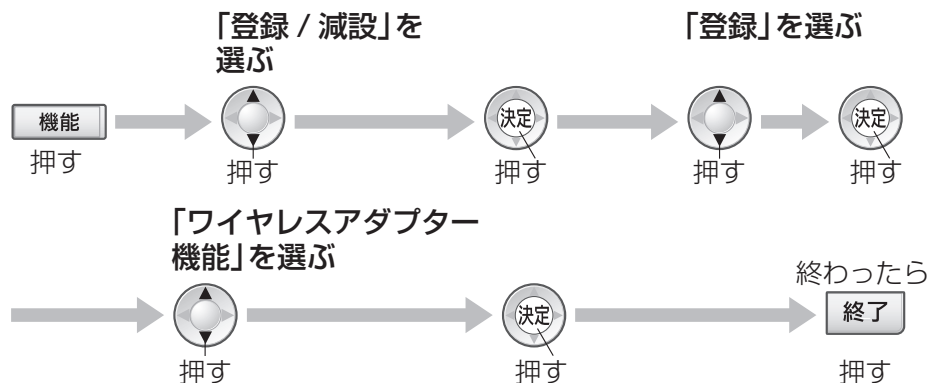 「登録 / 減設」を
選ぶ
「登録」を選ぶ
機能
決定
決定
押す
押す
押す
押す
押す
「ワイヤレスアダプター
機能」を選ぶ
終わったら
決定
終了
押す
押す
押す